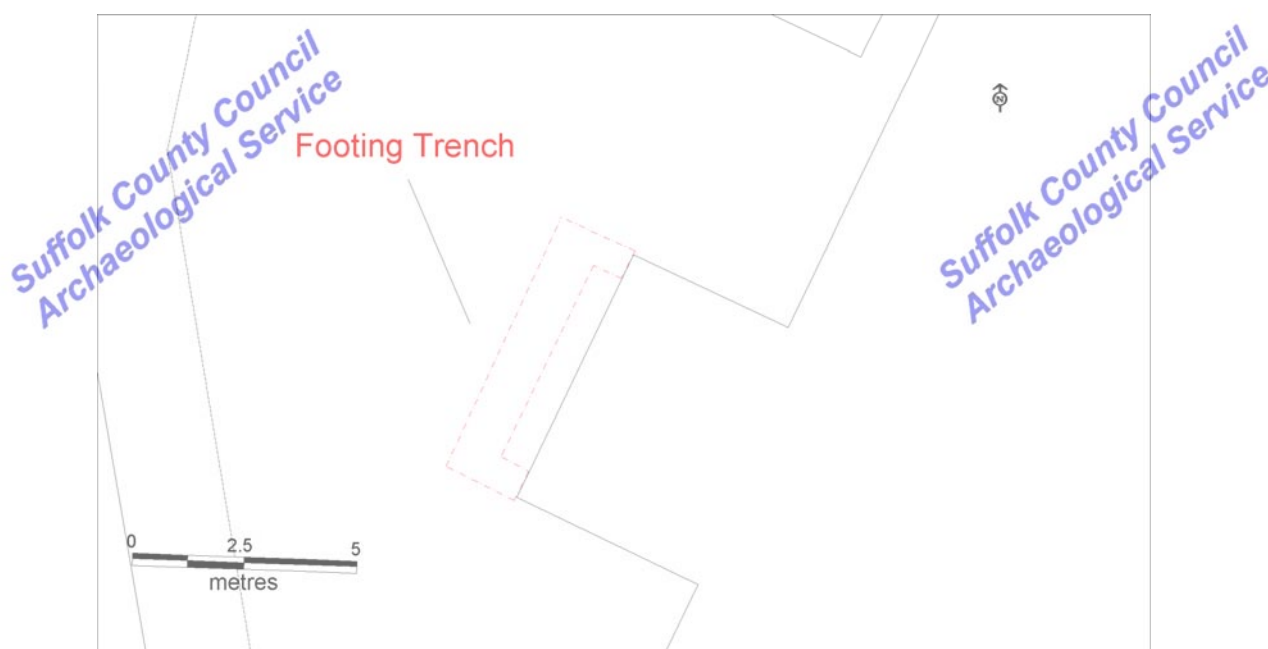 Suffolk County Council
Archaeological Service
Footing Trench
N
Suffolk County Council
Archaeological Service
0 2.5 5
metres